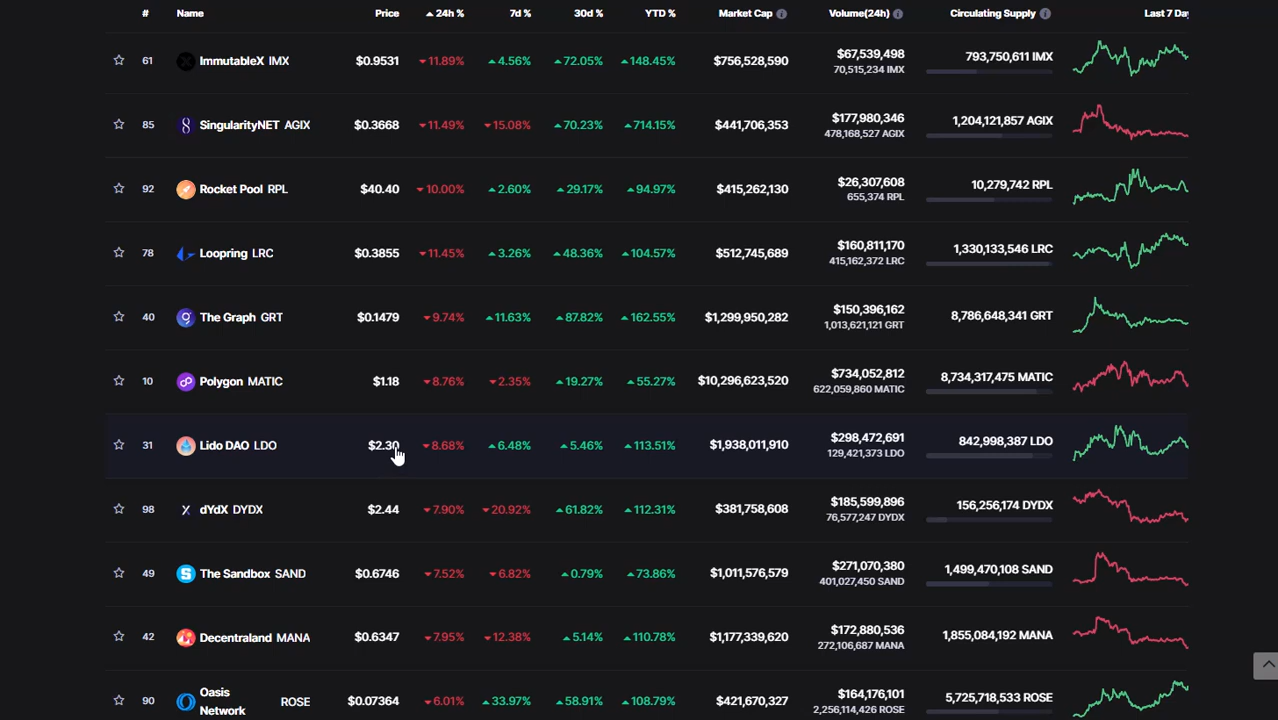 # Name Price 24h % 7d % 30d % YTD % Market Cap Volume(24h) Circulating Supply Last 7 Day
61 ImmutableX IMX $0.9531 11.89% 4.56% 72.05% 148.45% $756,528,590 $67,539,498 793,750,611 IMX
70,515,234 IMX
85 SingularityNET AGIX $0.3668 11.49% 15.08% 70.23% 714.15% $441,706,353 $177,980,346 1,204,121,857 AGIX
478,168,527 AGIX
92 Rocket Pool RPL $40.40 10.00% 2.60% 29.17% 94.97% $415,262,130 $26,307,608 10,279,742 RPL
655,374 RPL
78 Loopring LRC $0.3855 11.45% 3.26% 48.36% 104.57% $512,745,689 $160,811,170 1,330,133,546 LRC
415,162,372 LRC
40 The Graph GRT $0.1479 9.74% 11.63% 87.82% 162.55% $1,299,950,282 $150,396,162 8,786,648,341 GRT
1,013,621,121 GRT
10 Polygon MATIC $1.18 8.76% 2.35% 19.27% 55.27% $10,296,623,520 $734,052,812 8,734,317,475 MATIC
622,059,860 MATIC
31 Lido DAO LDO $2.30 8.68% 6.48% 5.46% 113.51% $1,938,011,910 $298,472,691 842,998,387 LDO
129,421,373 LDO
98 dYdX DYDX $2.44 7.90% 20.92% 61.82% 112.31% $381,758,608 $185,599,896 156,256,174 DYDX
76,577,247 DYDX
49 The Sandbox SAND $0.6746 7.52% 6.82% 0.79% 73.86% $1,011,576,579 $271,070,380 1,499,470,108 SAND
401,027,450 SAND
42 Decentraland MANA $0.6347 7.95% 12.38% 5.14% 110.78% $1,177,339,620 $172,880,536 1,855,084,192 MANA
272,106,687 MANA
90 Oasis Network ROSE $0.07364 6.01% 33.97% 58.91% 108.79% $421,670,327 $164,176,101 5,725,718,533 ROSE
2,256,114,426 ROSE